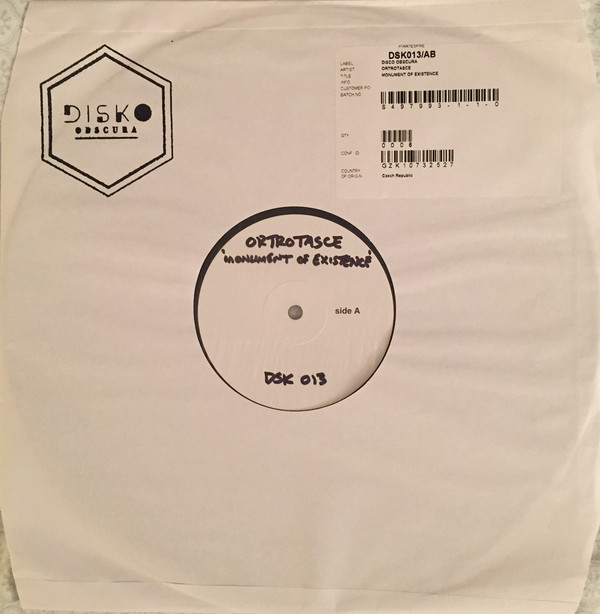 DISKO
OBSCURA
DSK013/AB
LABEL DISCO OBSCURA
ARTIST ORTROTASCE
TITLE MONUMENT OF EXISTENCE
INFO
CUSTOMER PO
BATCH NO
S497993-1-1-0
QTY
0006
CONF. ID
GZK10732527
COUNTRY
OF ORIGIN Czech Republic
ORTROTASCE
"MONUMENT OF EXISTENCE"
side A
DSK 013